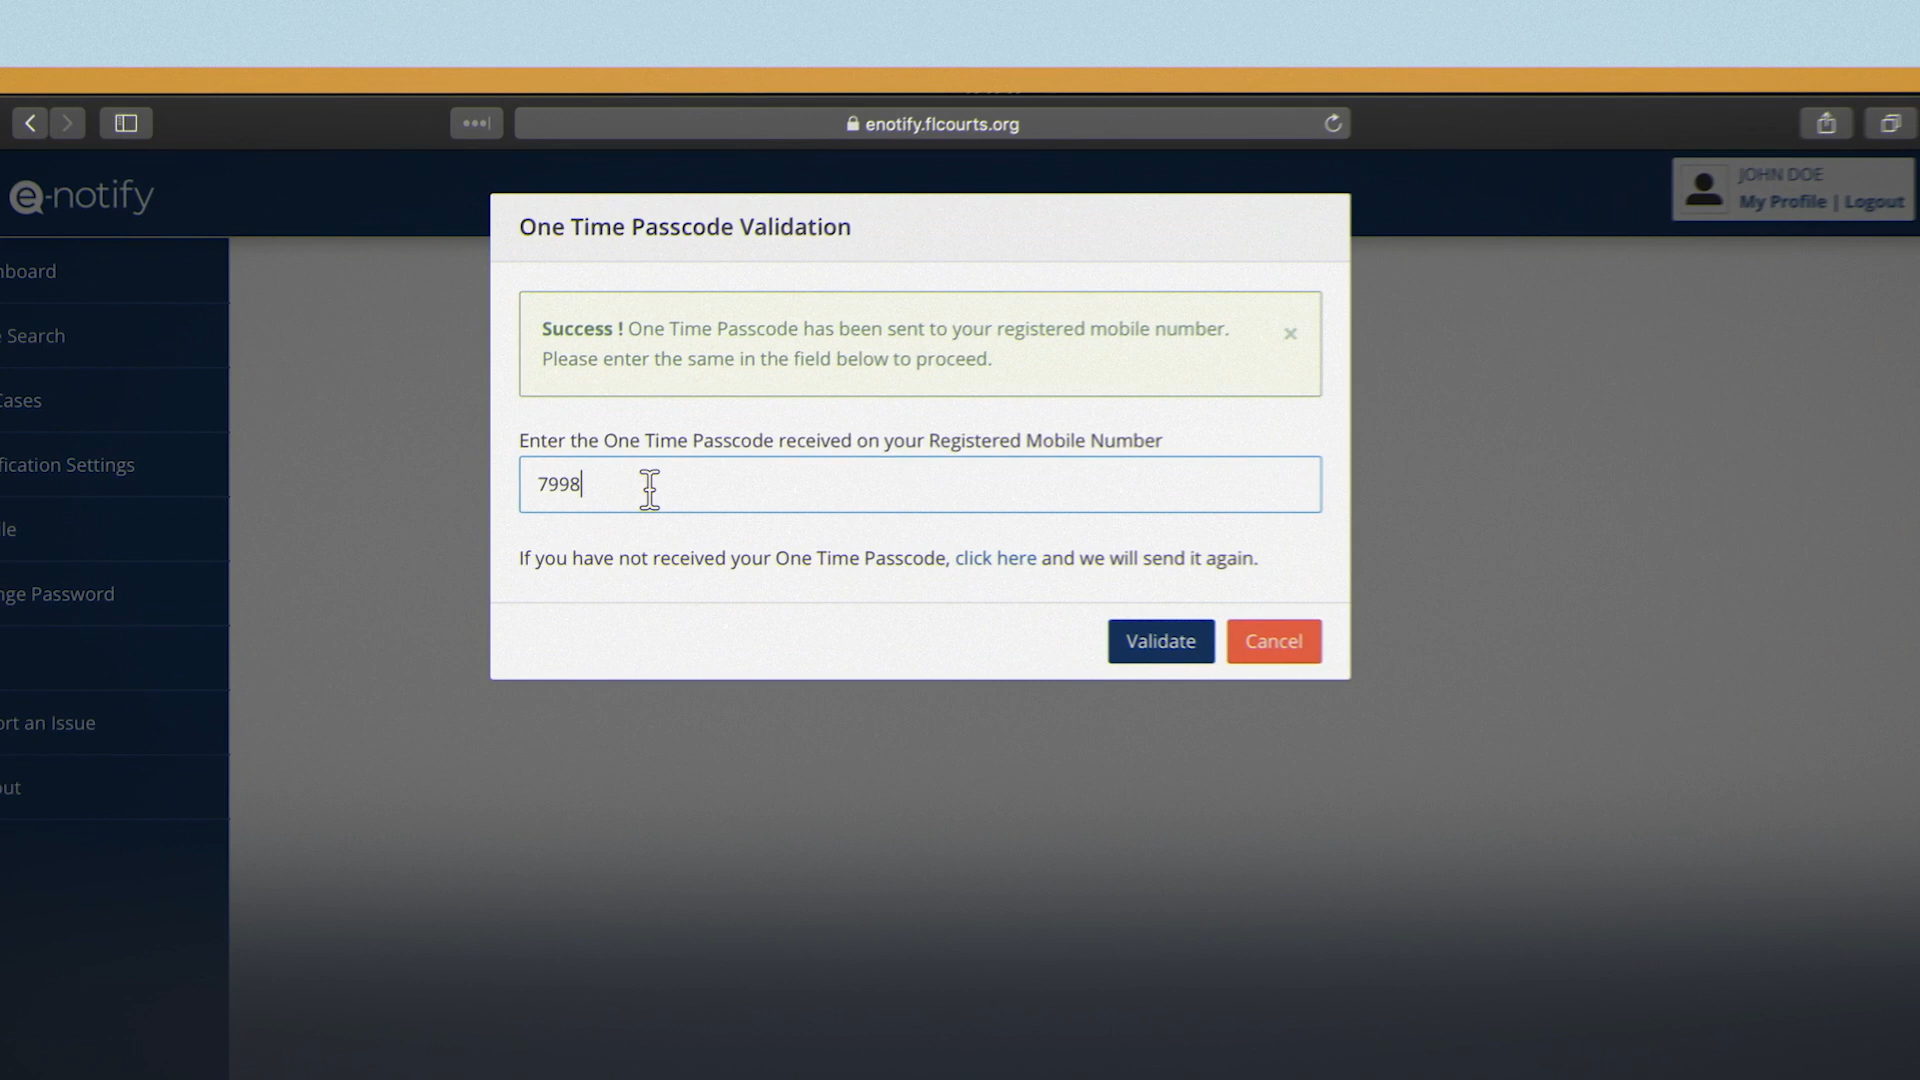 enotify.flcourts.org
e-notify
JOHN DOE
My Profile | Logout
One Time Passcode Validation
Success ! One Time Passcode has been sent to your registered mobile number.
Please enter the same in the field below to proceed.
×
Enter the One Time Passcode received on your Registered Mobile Number
7998
If you have not received your One Time Passcode, click here and we will send it again.
Validate
Cancel
hboard
Search
Cases
fication Settings
le
nge Password
ort an Issue
out